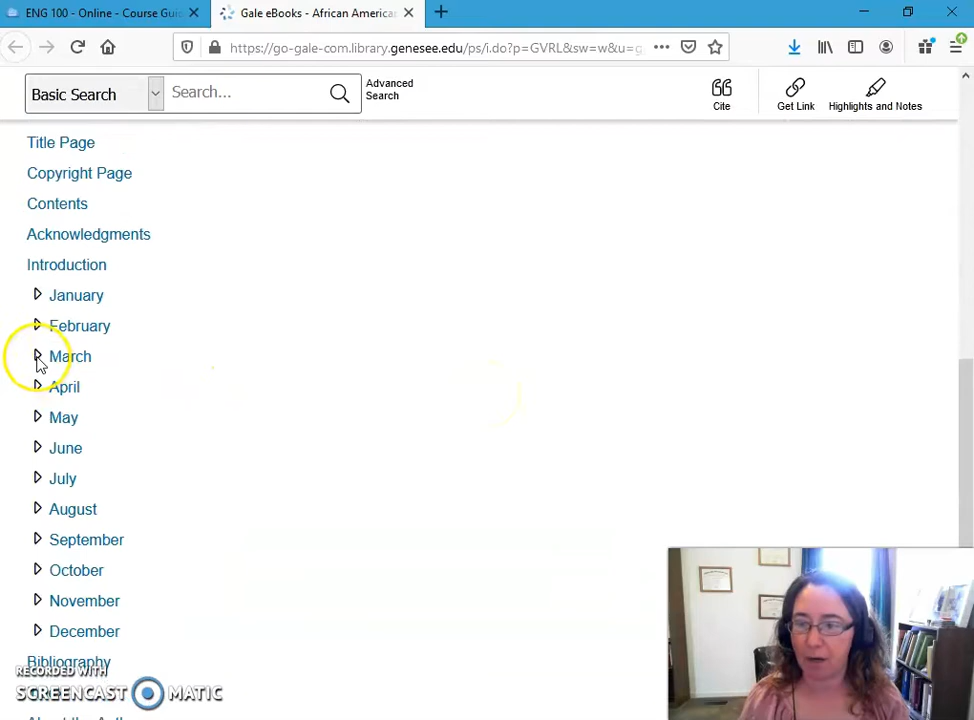 ENG 100 - Online - Course Gui
Gale eBooks - African America
https://go-gale-com.library.genesee.edu/ps/i.do?p=GVRL&sw=w&u=g
Basic Search
Search...
Advanced
Search
Cite
Get Link
Highlights and Notes
Title Page
Copyright Page
Contents
Acknowledgments
Introduction
January
February
March
April
May
June
July
August
September
October
November
December
Bibliography
RECORDED WITH
SCREENCAST MATIC